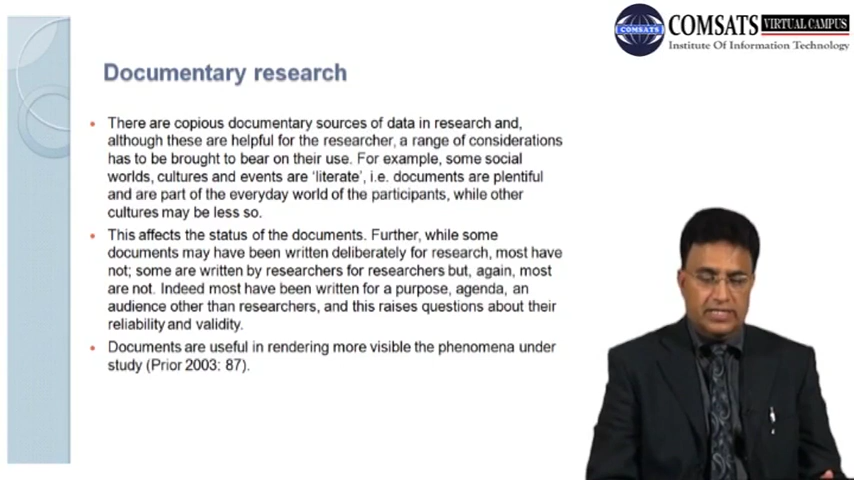 COMSATS VIRTUAL CAMPUS
COMSATS
Institute Of Information Technology
Documentary research
There are copious documentary sources of data in research and,
although these are helpful for the researcher, a range of considerations
has to be brought to bear on their use. For example, some social
worlds, cultures and events are ‘literate’, i.e. documents are plentiful
and are part of the everyday world of the participants, while other
cultures may be less so.
This affects the status of the documents. Further, while some
documents may have been written deliberately for research, most have
not; some are written by researchers for researchers but, again, most
are not. Indeed most have been written for a purpose, agenda, an
audience other than researchers, and this raises questions about their
reliability and validity.
Documents are useful in rendering more visible the phenomena under
study (Prior 2003: 87).